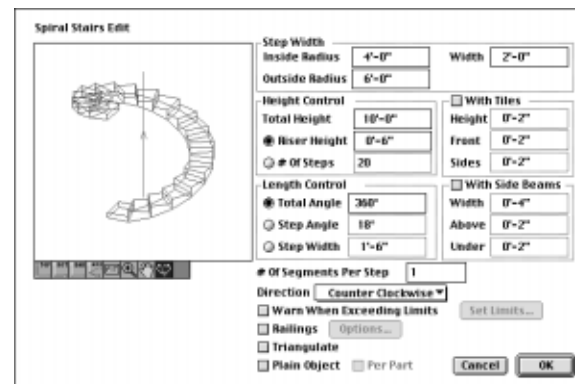 Spiral Stairs Edit
Step Width
Inside Radius 4'-0" Width 2'-0"
Outside Radius 6'-0"
Height Control
Total Height 10'-0"
Riser Height 0'-6"
# Of Steps 20
With Tiles
Height 0'-2"
Front 0'-2"
Sides 0'-2"
Length Control
Total Angle 360°
Step Angle 18°
Step Width 1'-6"
With Side Beams
Width 0'-4"
Above 0'-2"
Under 0'-2"
# Of Segments Per Step 1
Direction Counter Clockwise
Warn When Exceeding Limits Set Limits...
Railings Options...
Triangulate
Plain Object Per Part Cancel OK